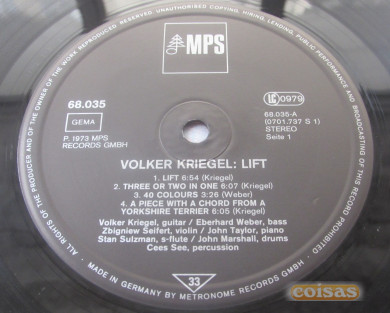 ALL RIGHTS RESERVED. UNAUTHORISED COPYING, HIRING, LENDING, PUBLIC PERFORMANCE AND BROADCASTING OF THIS RECORD PROHIBITED
PRODUCER AND OF THE OWNER OF THE WORK REPRODUCED
MPS
68.035
GEMA
P. 1973 MPS
RECORDS GMBH
LC 0979
68.035-A
(0701.737 S 1)
STEREO
Seite 1
VOLKER KRIEGEL: LIFT
1. LIFT 6:54 (Kriegel)
2. THREE OR TWO IN ONE 6:07 (Kriegel)
3. 40 COLOURS 3:26 (Weber)
4. A PIECE WITH A CHORD FROM A
YORKSHIRE TERRIER 6:05 (Kriegel)
Volker Kriegel, guitar / Eberhard Weber, bass
Zbigniew Seifert, violin / John Taylor, piano
Stan Sulzman, s-flute / John Marshall, drums
Cees See, percussion
33
MADE IN GERMANY BY METRONOME RECORDS GMBH
coisas